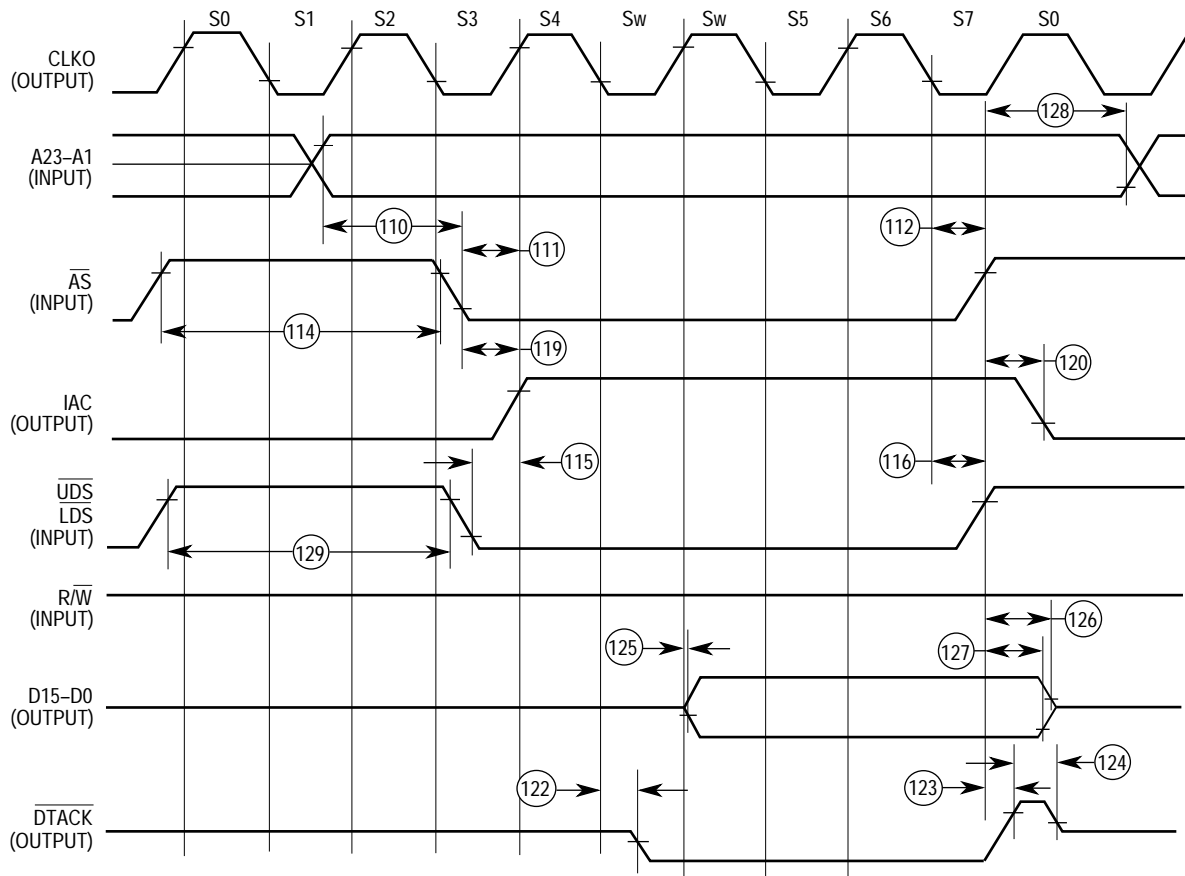 S0 S1 S2 S3 S4 Sw Sw S5 S6 S7 S0
CLKO
(OUTPUT)
128
A23–A1
(INPUT)
110
111
112
AS
(INPUT)
114
119
120
IAC
(OUTPUT)
115
116
UDS
LDS
(INPUT)
129
R/W
(INPUT)
126
125
127
D15–D0
(OUTPUT)
124
122
123
DTACK
(OUTPUT)